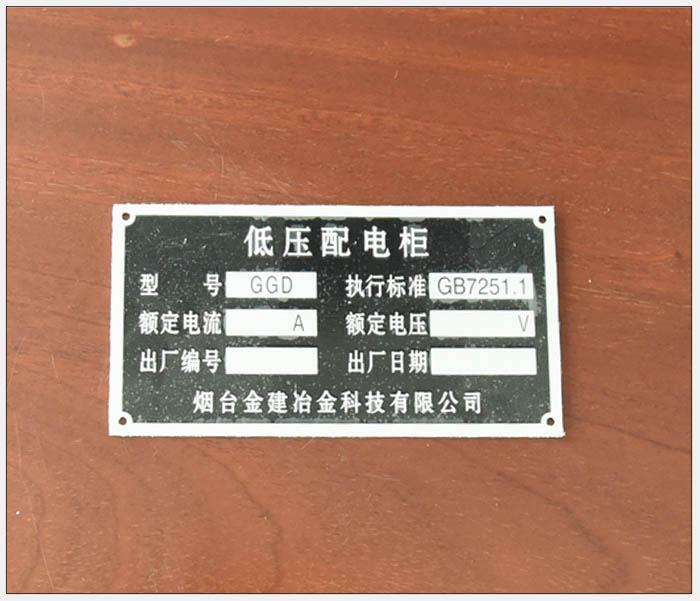 低压配电柜
型 号 GGD 执行标准 GB7251.1
额定电流 A 额定电压 V
出厂编号 出厂日期
烟台金建冶金科技有限公司